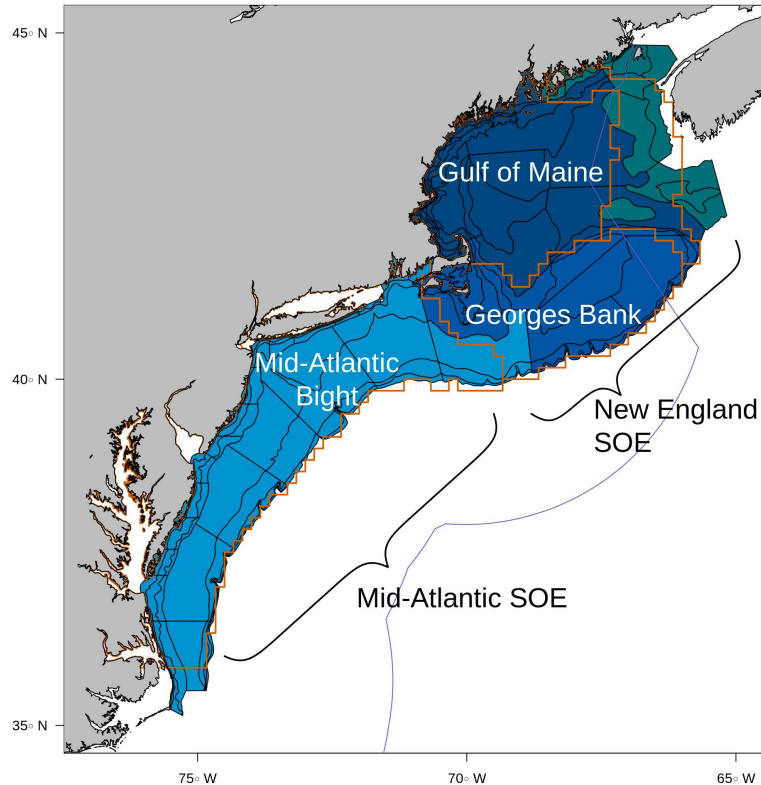 45○ N
Gulf of Maine
Georges Bank
Mid-Atlantic
Bight
40○ N
New England
SOE
Mid-Atlantic SOE
35○ N
75○ W
70○ W
65○ W